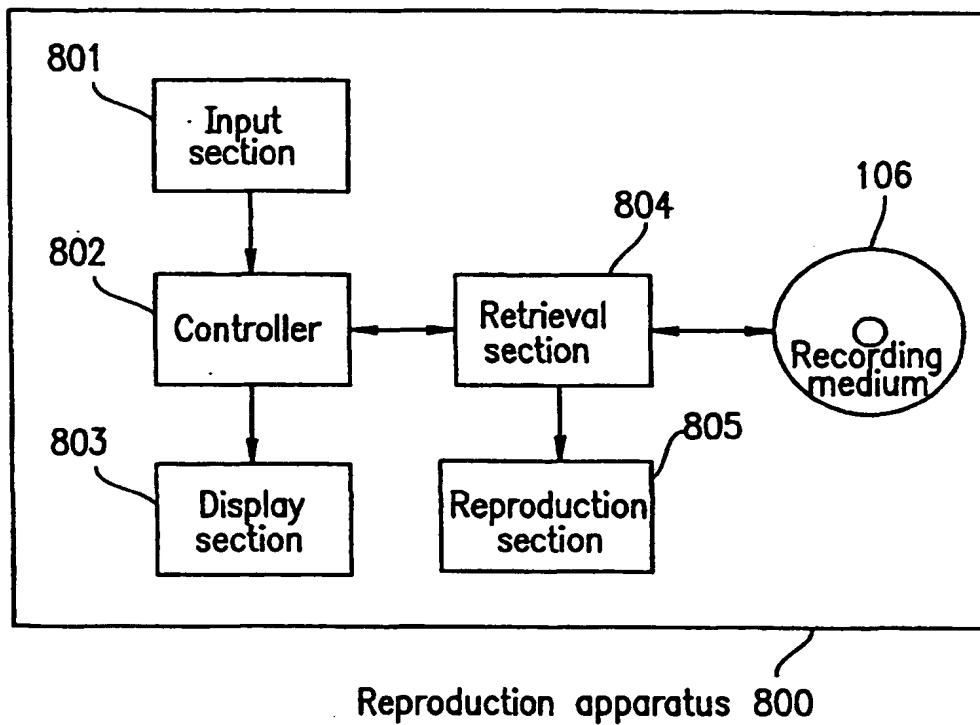 801
Input
section
802
Controller
803
Display
section
804
Retrieval
section
805
Reproduction
section
106
Recording
medium
Reproduction apparatus 800